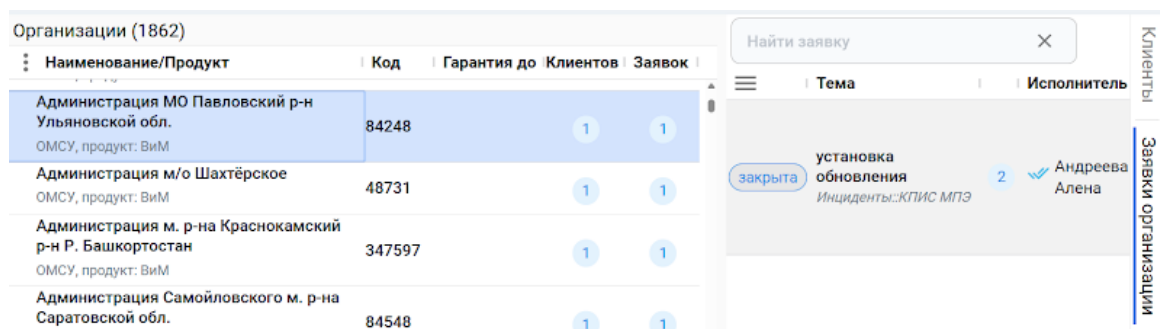 Организации (1862)
Наименование/Продукт Код Гарантия до Клиентов Заявок
Администрация МО Павловский р-н
Ульяновской обл.
ОМСУ, продукт: ВиМ
84248 1 1
Администрация м/о Шахтёрское
ОМСУ, продукт: ВиМ
48731 1 1
Администрация м. р-на Краснокамский
р-н Р. Башкортостан
ОМСУ, продукт: ВиМ
347597 1 1
Администрация Самойловского м. р-на
Саратовской обл.
84548 1 1
Найти заявку
Тема Исполнитель
закрыта
установка
обновления
Инциденты::КПИС МПЭ
2
Андреева
Алена
Клиенты
Заявки организации